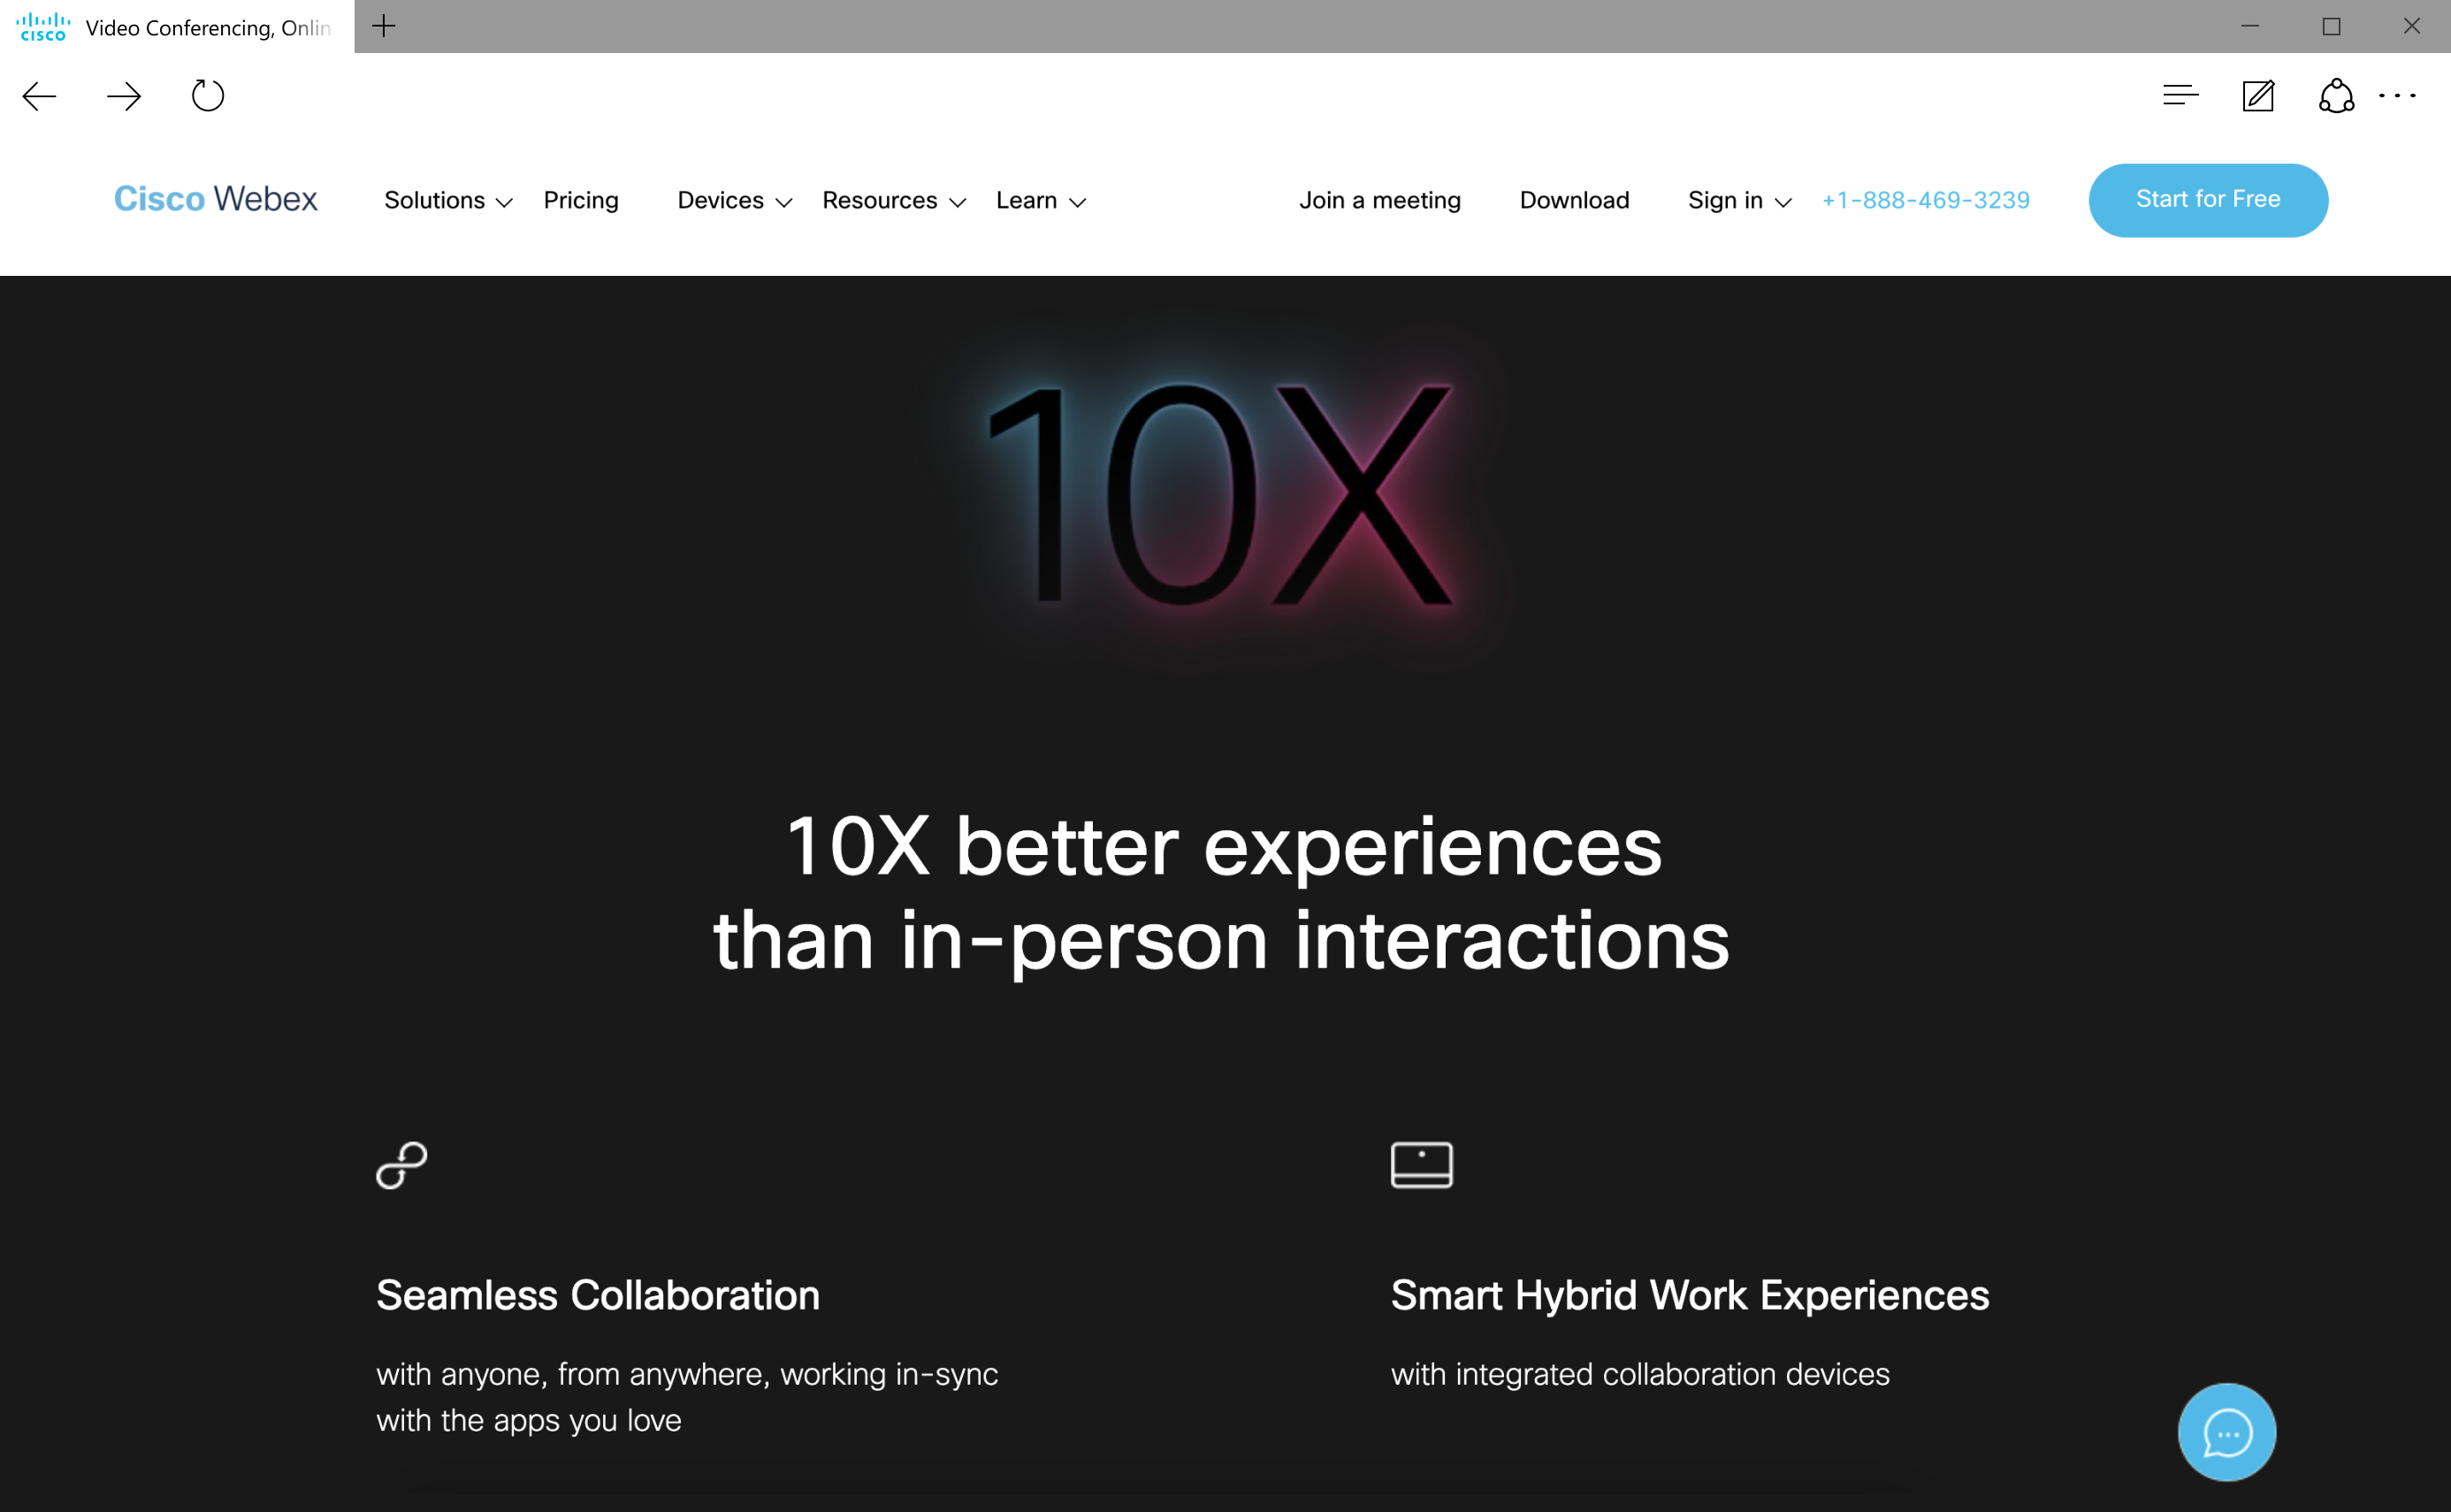 cisco Video Conferencing, Onlin
Cisco Webex Solutions Pricing Devices Resources Learn Join a meeting Download Sign in +1-888-469-3239 Start for Free
10X
10X better experiences
than in-person interactions
Seamless Collaboration
with anyone, from anywhere, working in-sync
with the apps you love
Smart Hybrid Work Experiences
with integrated collaboration devices